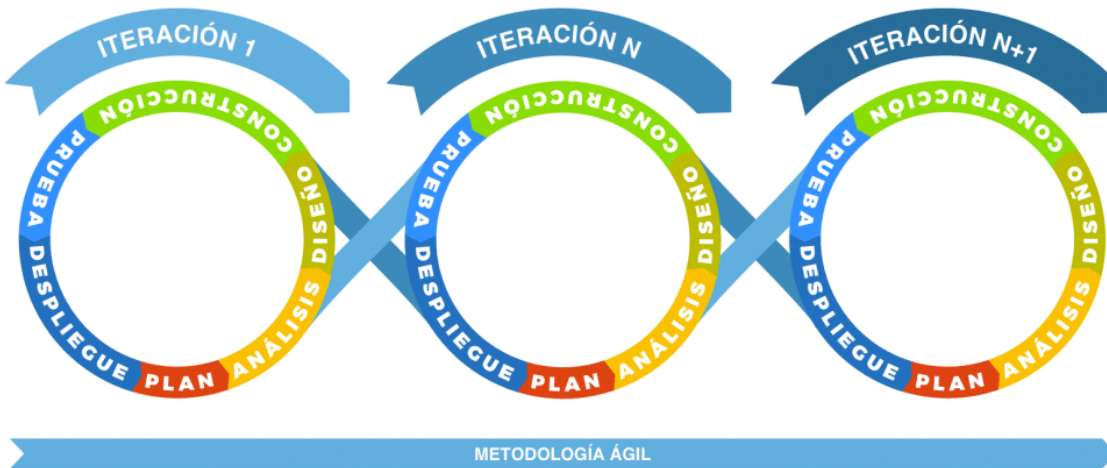 ITERACIÓN 1
CONSTRUCCIÓN
PRUEBA
DISEÑO
DESPLIEGUE
ANÁLISIS
PLAN
ITERACIÓN N
CONSTRUCCIÓN
PRUEBA
DISEÑO
DESPLIEGUE
ANÁLISIS
PLAN
ITERACIÓN N+1
CONSTRUCCIÓN
PRUEBA
DISEÑO
DESPLIEGUE
ANÁLISIS
PLAN
METODOLOGÍA ÁGIL